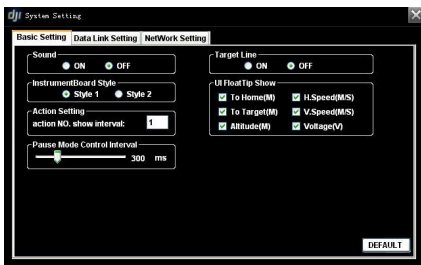 dji System Setting
Basic Setting Data Link Setting NetWork Setting
Sound
ON OFF
Target Line
ON OFF
InstrumentBoard Style
Style 1 Style 2
UI FloatTip Show
To Home(M) H.Speed(M/S)
To Target(M) V.Speed(M/S)
Altitude(M) Voltage(V)
Action Setting
action NO. show interval: 1
Pause Mode Control Interval
300 ms
DEFAULT